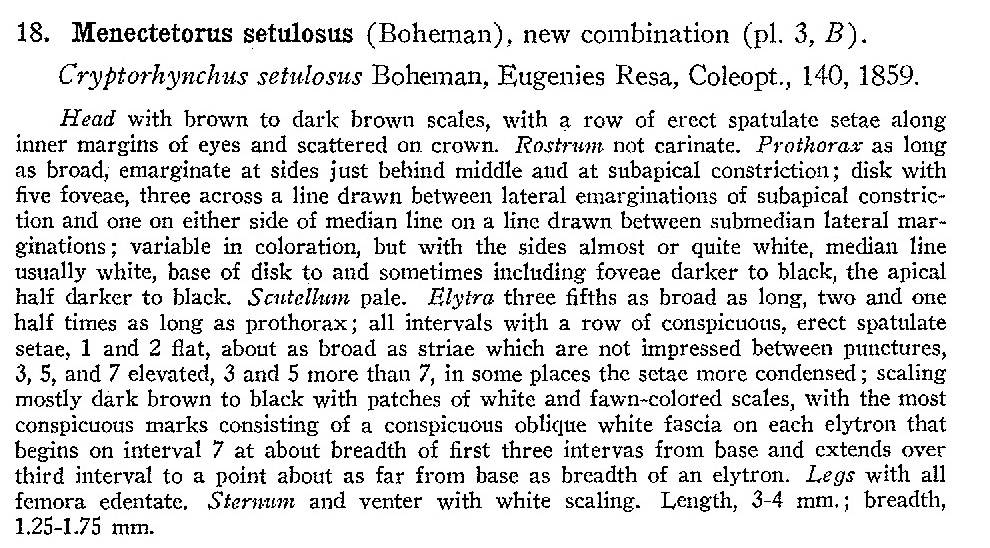 18. Menectetorus setulosus (Boheman), new combination (pl. 3, B).
Cryptorhynchus setulosus Boheman, Eugenies Resa, Coleopt., 140, 1859.
Head with brown to dark brown scales, with a row of erect spatulate setae along
inner margins of eyes and scattered on crown. Rostrum not carinate. Prothorax as long
as broad, emarginate at sides just behind middle and at subapical constriction; disk with
five foveae, three across a line drawn between lateral emarginations of subapical constric-
tion and one on either side of median line on a line drawn between submedian lateral mar-
ginations; variable in coloration, but with the sides almost or quite white, median line
usually white, base of disk to and sometimes including foveae darker to black, the apical
half darker to black. Scutellum pale. Elytra three fifths as broad as long, two and one
half times as long as prothorax; all intervals with a row of conspicuous, erect spatulate
setae, 1 and 2 flat, about as broad as striae which are not impressed between punctures,
3, 5, and 7 elevated, 3 and 5 more than 7, in some places the setae more condensed; scaling
mostly dark brown to black with patches of white and fawn-colored scales, with the most
conspicuous marks consisting of a conspicuous oblique white fascia on each elytron that
begins on interval 7 at about breadth of first three intervas from base and extends over
third interval to a point about as far from base as breadth of an elytron. Legs with all
femora edentate. Sternum and venter with white scaling. Length, 3-4 mm.; breadth,
1.25-1.75 mm.